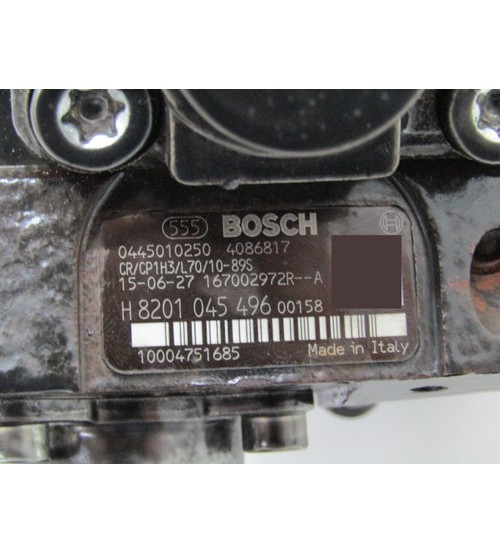 555 BOSCH
0445010250 4086817
CR/CP1H3/L70/10-89S
15-06-27 167002972R--A
H 8201 045 496 00158
10004751685 Made in Italy